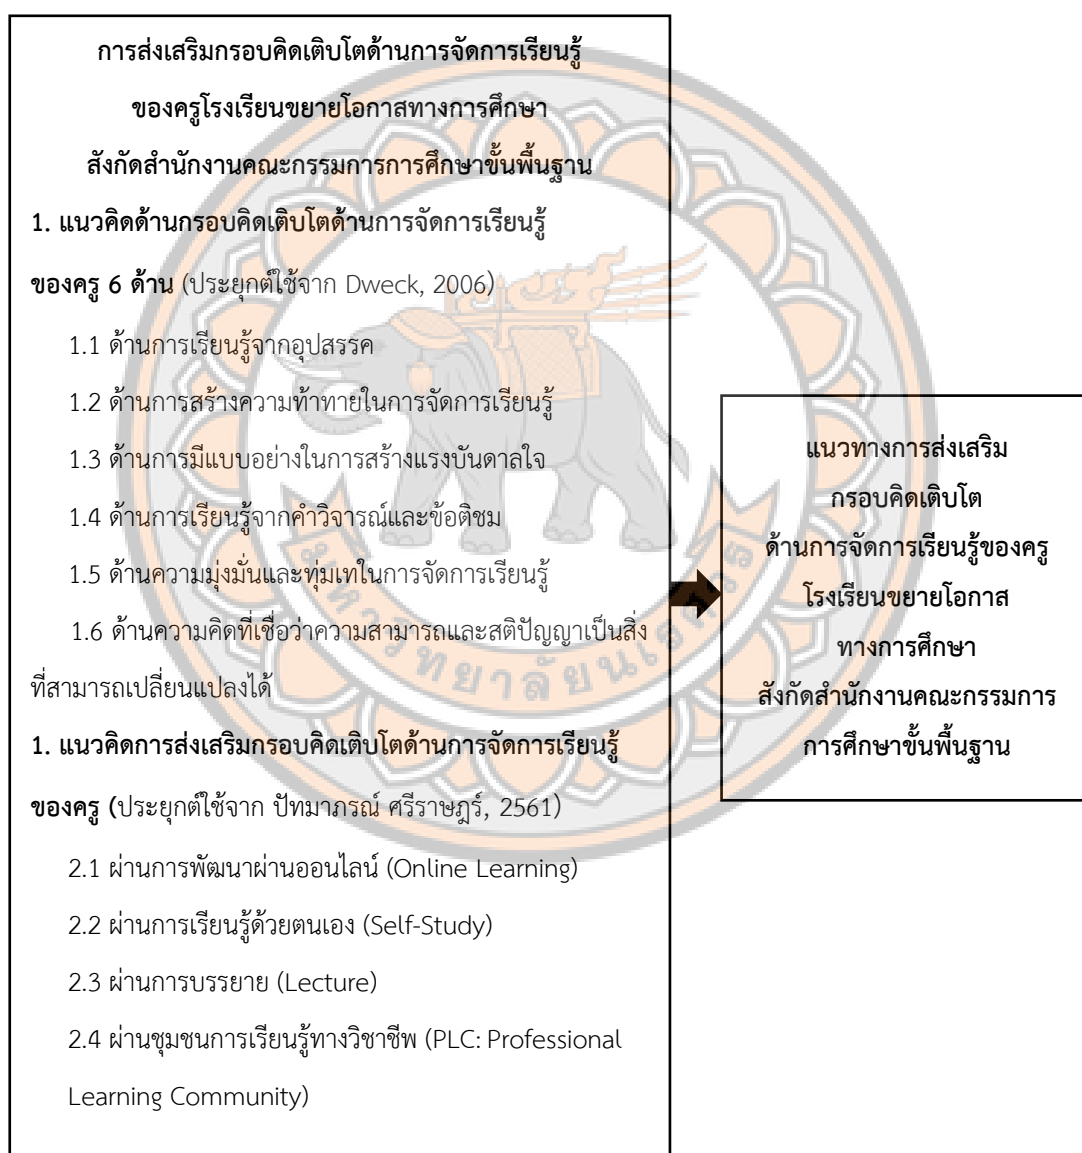 การส่งเสริมกรอบคิดเติบโตด้านการจัดการเรียนรู้
ของครูโรงเรียนขยายโอกาสทางการศึกษา
สังกัดสำนักงานคณะกรรมการการศึกษาขั้นพื้นฐาน
1. แนวคิดด้านกรอบคิดเติบโตด้านการจัดการเรียนรู้
ของครู 6 ด้าน (ประยุกต์ใช้จาก Dweck, 2006)
1.1 ด้านการเรียนรู้จากอุปสรรค
1.2 ด้านการสร้างความท้าทายในการจัดการเรียนรู้
1.3 ด้านการมีแบบอย่างในการสร้างแรงบันดาลใจ
1.4 ด้านการเรียนรู้จากคำวิจารณ์และข้อติชม
1.5 ด้านความมุ่งมั่นและทุ่มเทในการจัดการเรียนรู้
1.6 ด้านความคิดที่เชื่อว่าความสามารถและสติปัญญาเป็นสิ่ง
ที่สามารถเปลี่ยนแปลงได้
1. แนวคิดการส่งเสริมกรอบคิดเติบโตด้านการจัดการเรียนรู้
ของครู (ประยุกต์ใช้จาก ปัทมาภรณ์ ศรีราษฎร์, 2561)
2.1 ผ่านการพัฒนาผ่านออนไลน์ (Online Learning)
2.2 ผ่านการเรียนรู้ด้วยตนเอง (Self-Study)
2.3 ผ่านการบรรยาย (Lecture)
2.4 ผ่านชุมชนการเรียนรู้ทางวิชาชีพ (PLC: Professional
Learning Community)
แนวทางการส่งเสริม
กรอบคิดเติบโต
ด้านการจัดการเรียนรู้ของครู
โรงเรียนขยายโอกาส
ทางการศึกษา
สังกัดสำนักงานคณะกรรมการ
การศึกษาขั้นพื้นฐาน
มหาวิทยาลัยนเรศวร